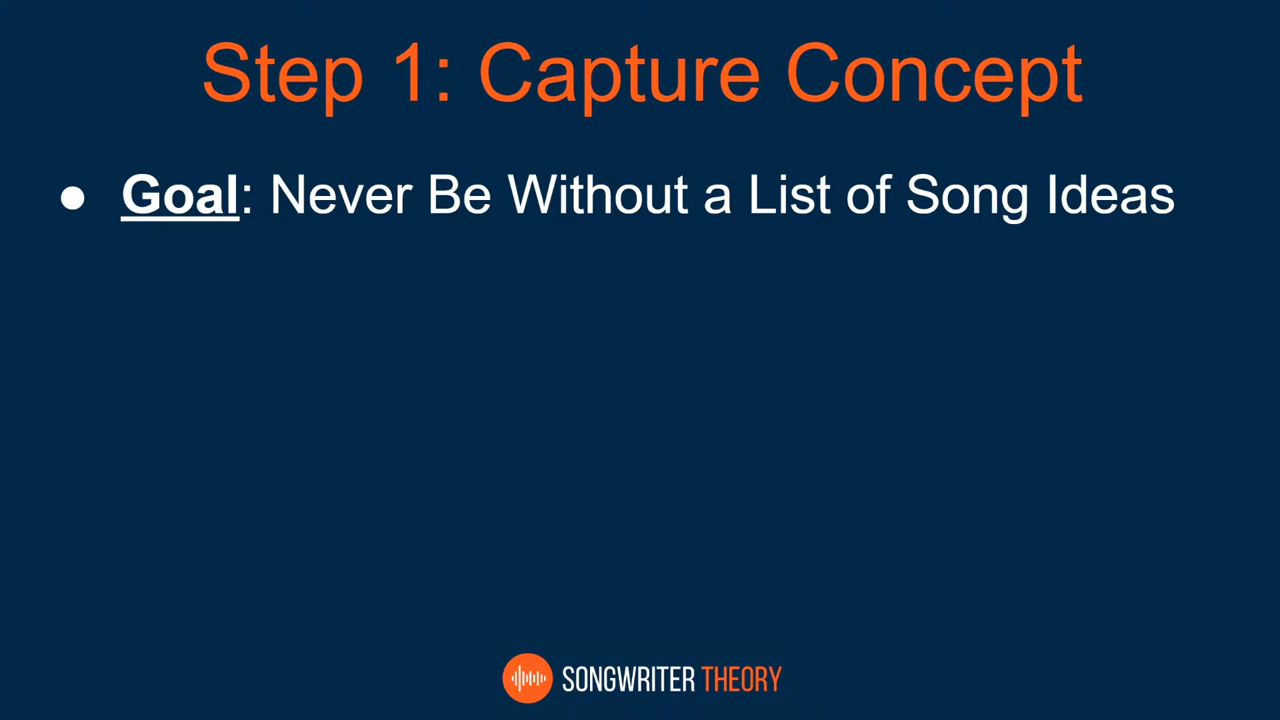 Step 1: Capture Concept
● Goal: Never Be Without a List of Song Ideas
SONGWRITER THEORY